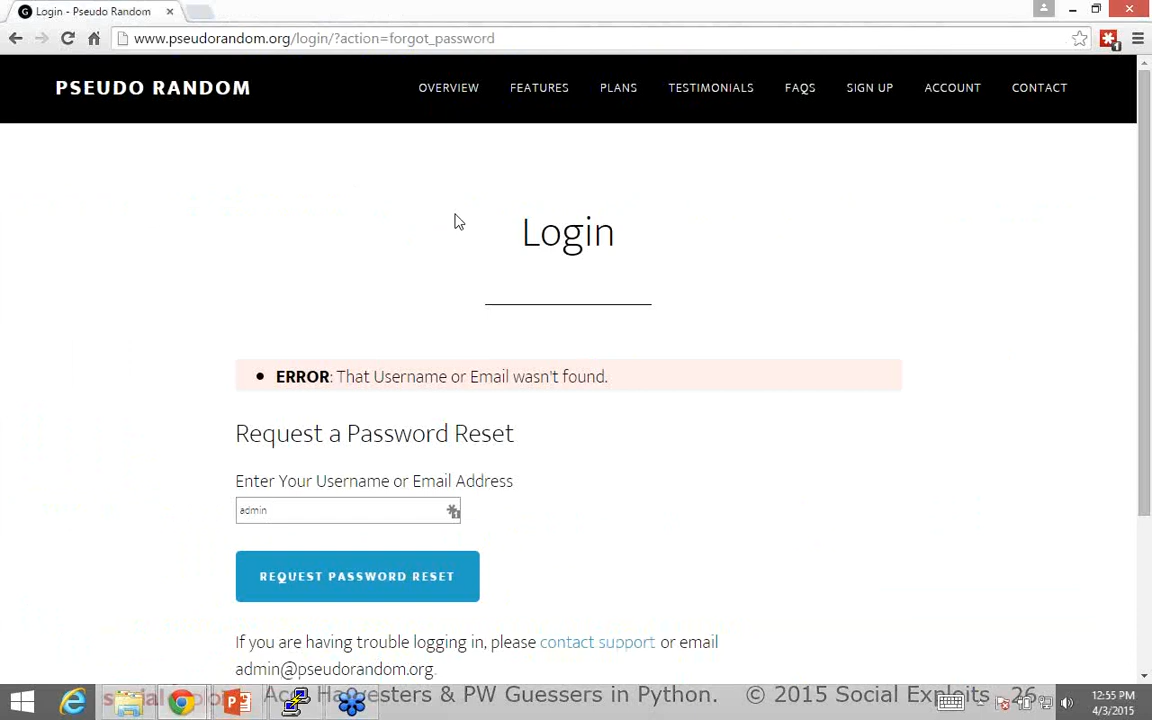 Login - Pseudo Random
www.pseudorandom.org/login/?action=forgot_password
PSEUDO RANDOM OVERVIEW FEATURES PLANS TESTIMONIALS FAQS SIGN UP ACCOUNT CONTACT
Login
ERROR: That Username or Email wasn't found.
Request a Password Reset
Enter Your Username or Email Address
admin
REQUEST PASSWORD RESET
If you are having trouble logging in, please contact support or email
admin@pseudorandom.org.
& PW Guessers in Python. © 2015 Social Exploits 26
12:55 PM
4/3/2015